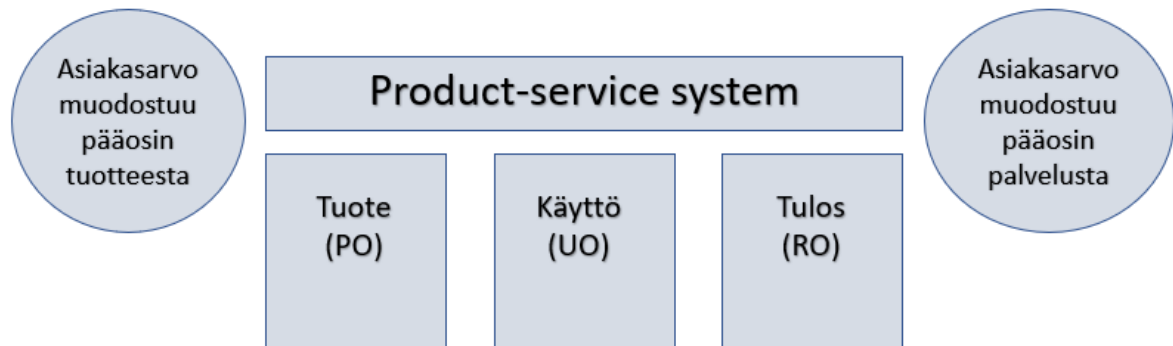 Asiakasarvo
muodostuu
pääosin
tuotteesta
Product-service system
Asiakasarvo
muodostuu
pääosin
palvelusta
Tuote
(PO)
Käyttö
(UO)
Tulos
(RO)